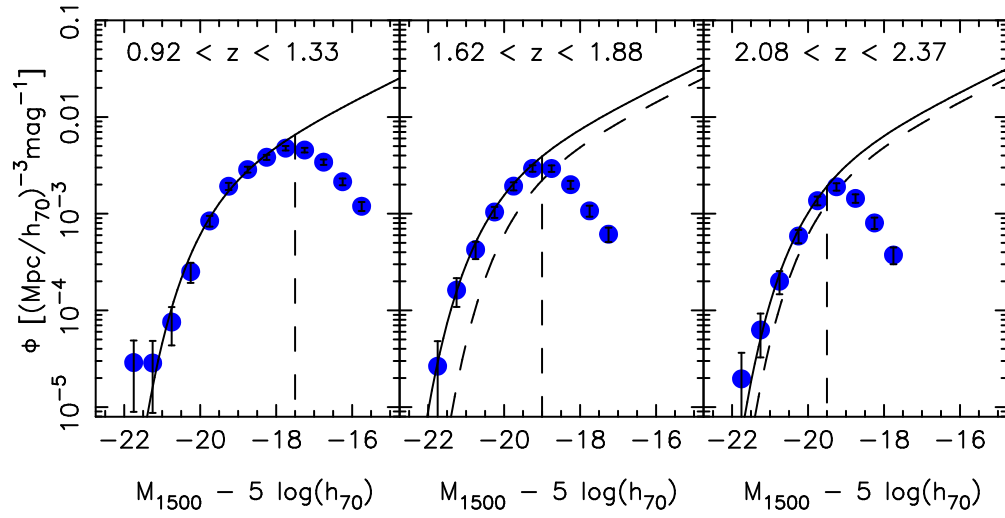 0.92 < z < 1.33
1.62 < z < 1.88
2.08 < z < 2.37
0.1
0.01
10⁻³
10⁻⁴
10⁻⁵
Φ [(Mpc/h₇₀)⁻³mag⁻¹]
−22 −20 −18 −16
−22 −20 −18 −16
−22 −20 −18 −16
M₁₅₀₀ − 5 log(h₇₀)
M₁₅₀₀ − 5 log(h₇₀)
M₁₅₀₀ − 5 log(h₇₀)